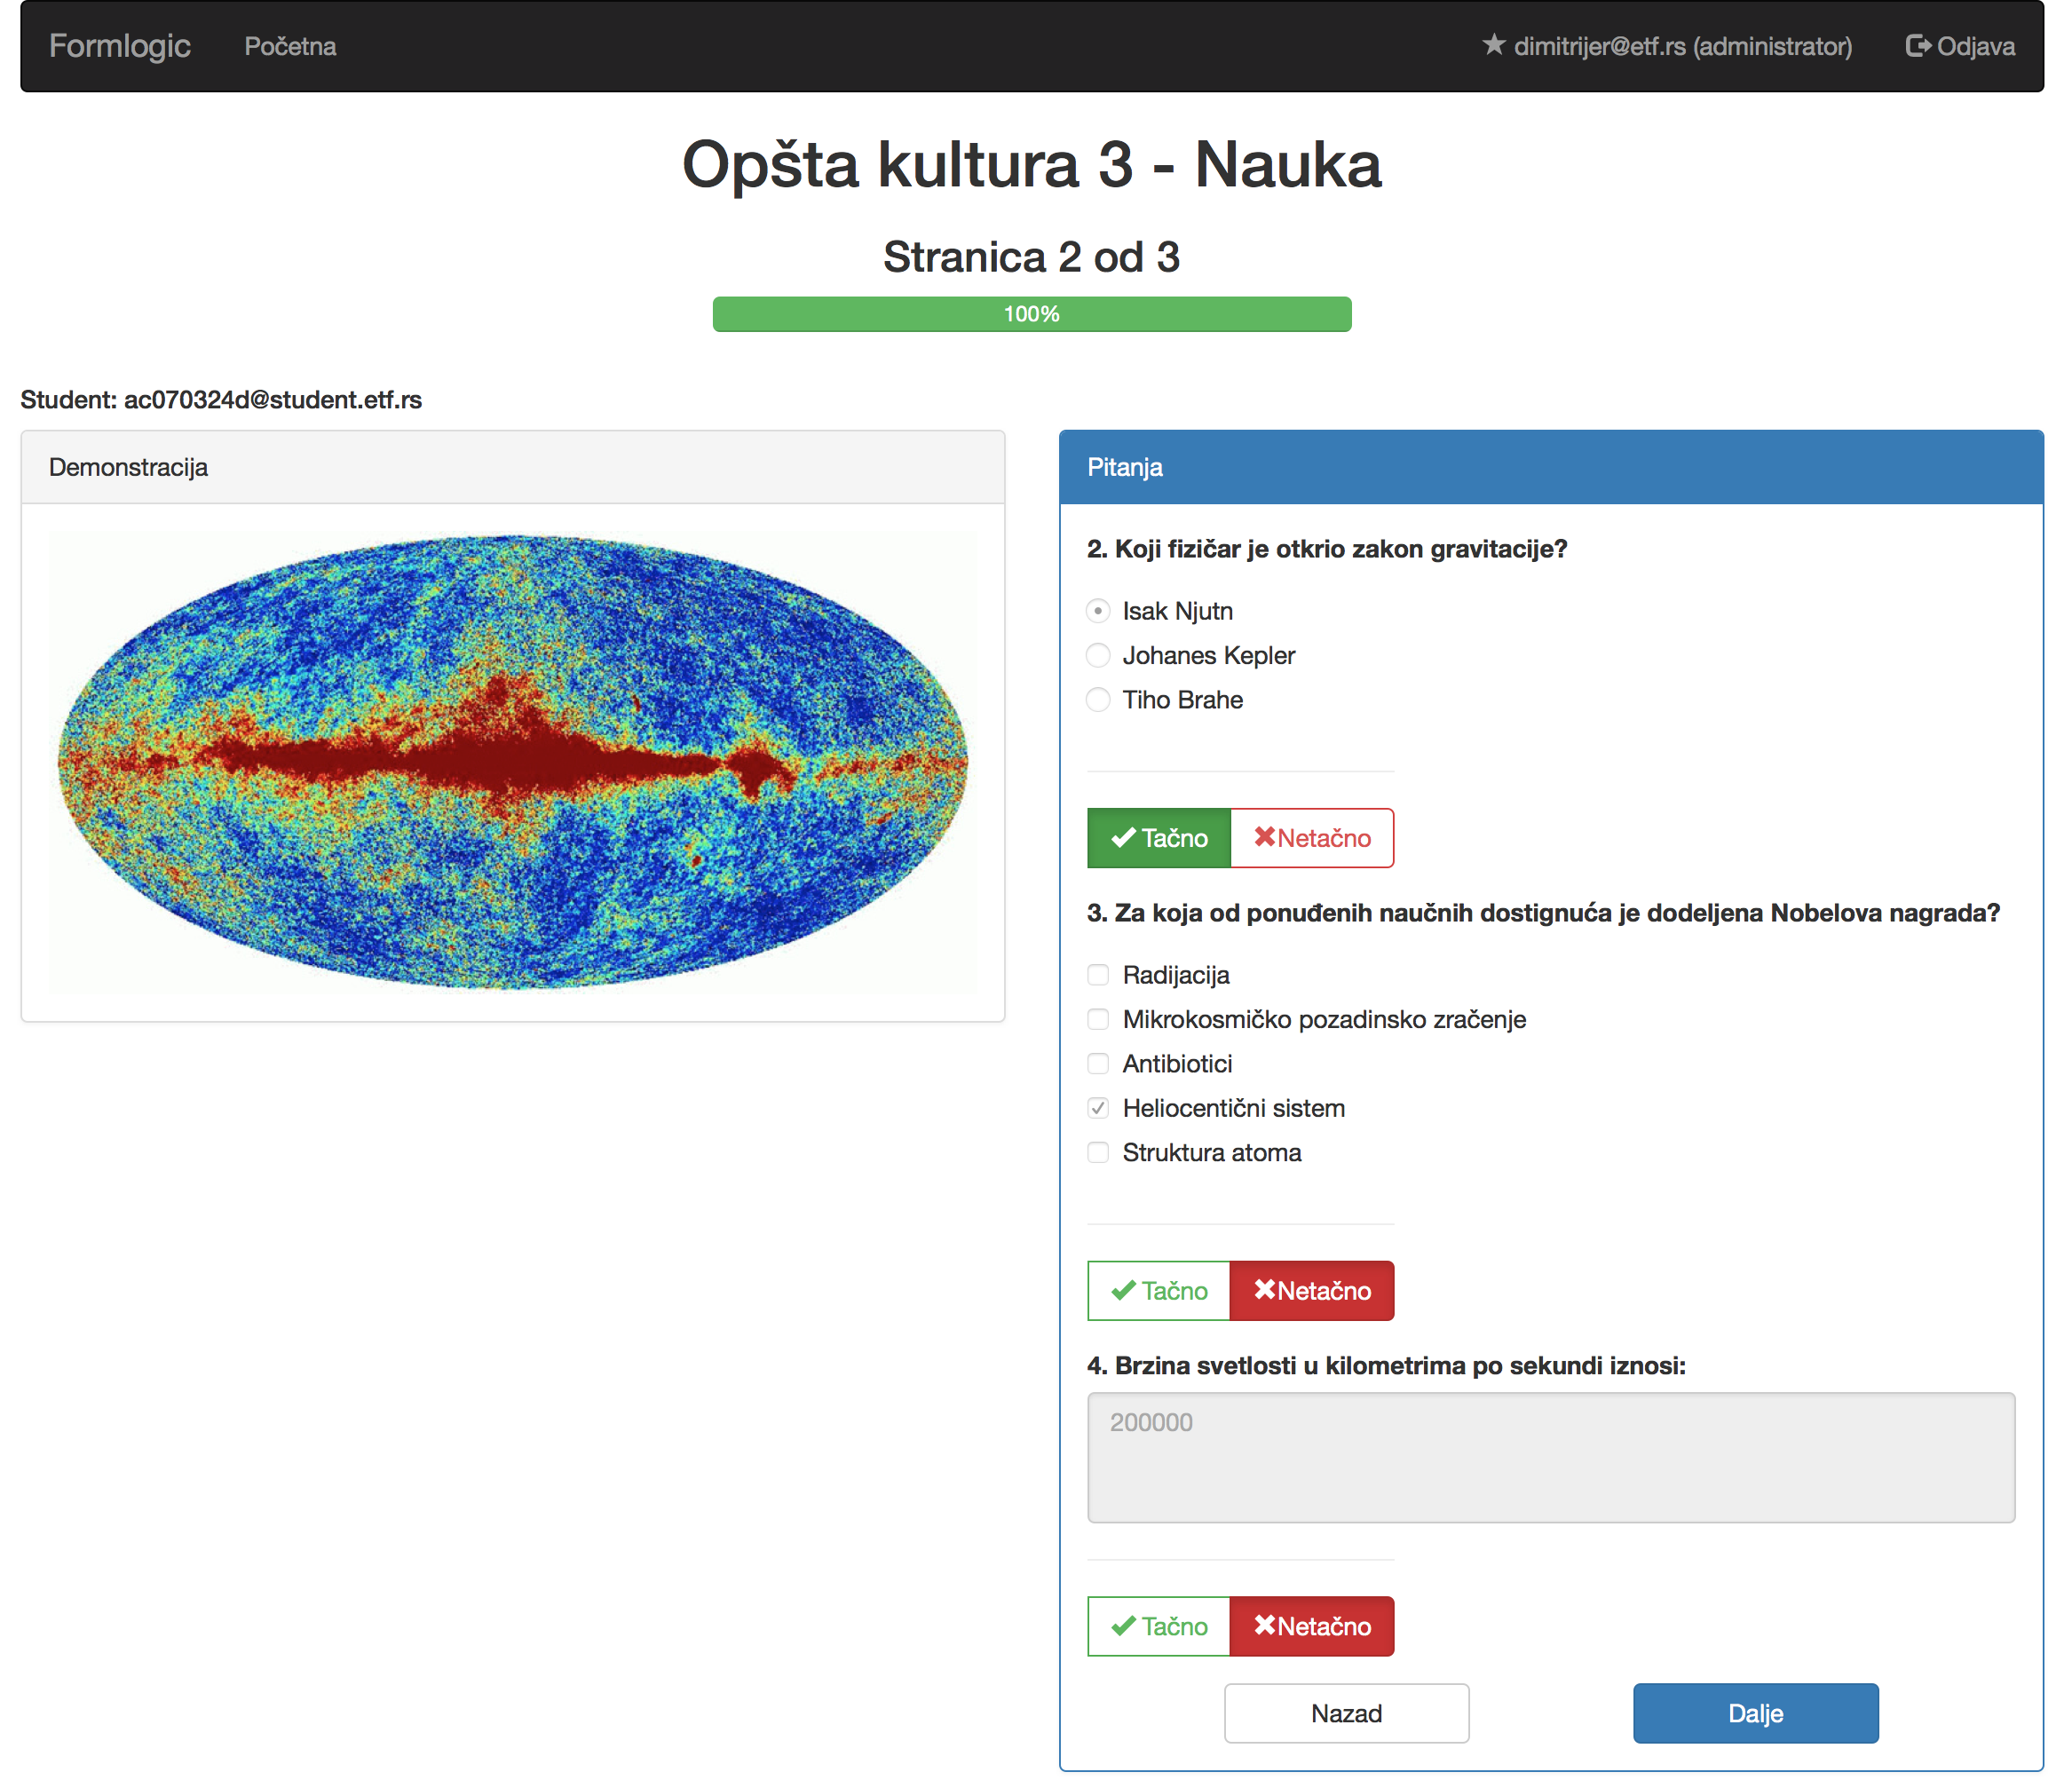 Formlogic Početna dimitrijer@etf.rs (administrator) Odjava
Opšta kultura 3 - Nauka
Stranica 2 od 3
100%
Student: ac070324d@student.etf.rs
Demonstracija
Pitanja
2. Koji fizičar je otkrio zakon gravitacije?
Isak Njutn
Johanes Kepler
Tiho Brahe
Tačno Netačno
3. Za koja od ponuđenih naučnih dostignuća je dodeljena Nobelova nagrada?
Radijacija
Mikrokosmičko pozadinsko zračenje
Antibiotici
Heliocentični sistem
Struktura atoma
Tačno Netačno
4. Brzina svetlosti u kilometrima po sekundi iznosi:
200000
Tačno Netačno
Nazad Dalje